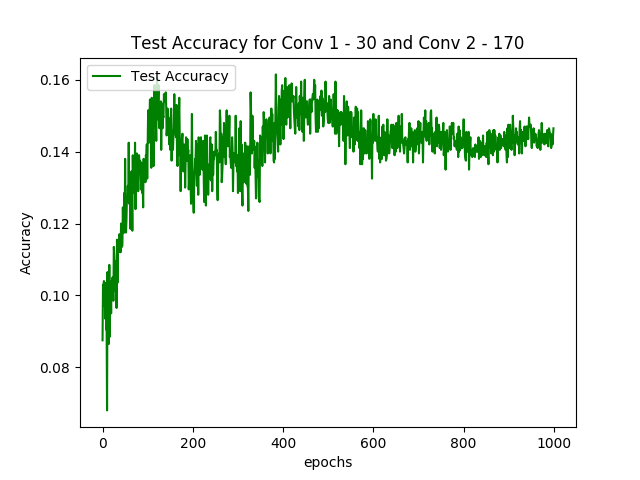 Test Accuracy for Conv 1 - 30 and Conv 2 - 170
Test Accuracy
0.16
0.14
0.12
0.10
0.08
Accuracy
0 200 400 600 800 1000
epochs